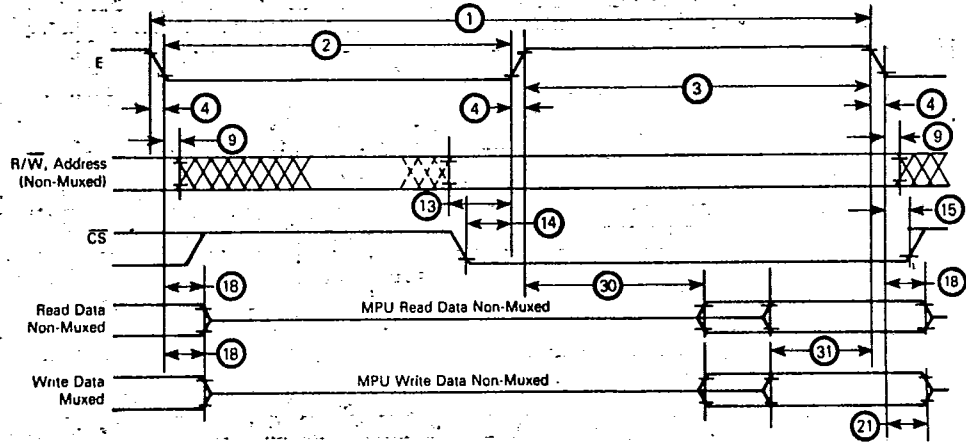 1
2
E
3
4
4
4
9
9
R/W̅, Address
(Non-Muxed)
13
14
15
C̅S̅
18
18
MPU Read Data Non-Muxed
30
Read Data
Non-Muxed
18
31
MPU Write Data Non-Muxed
Write Data
Muxed
21